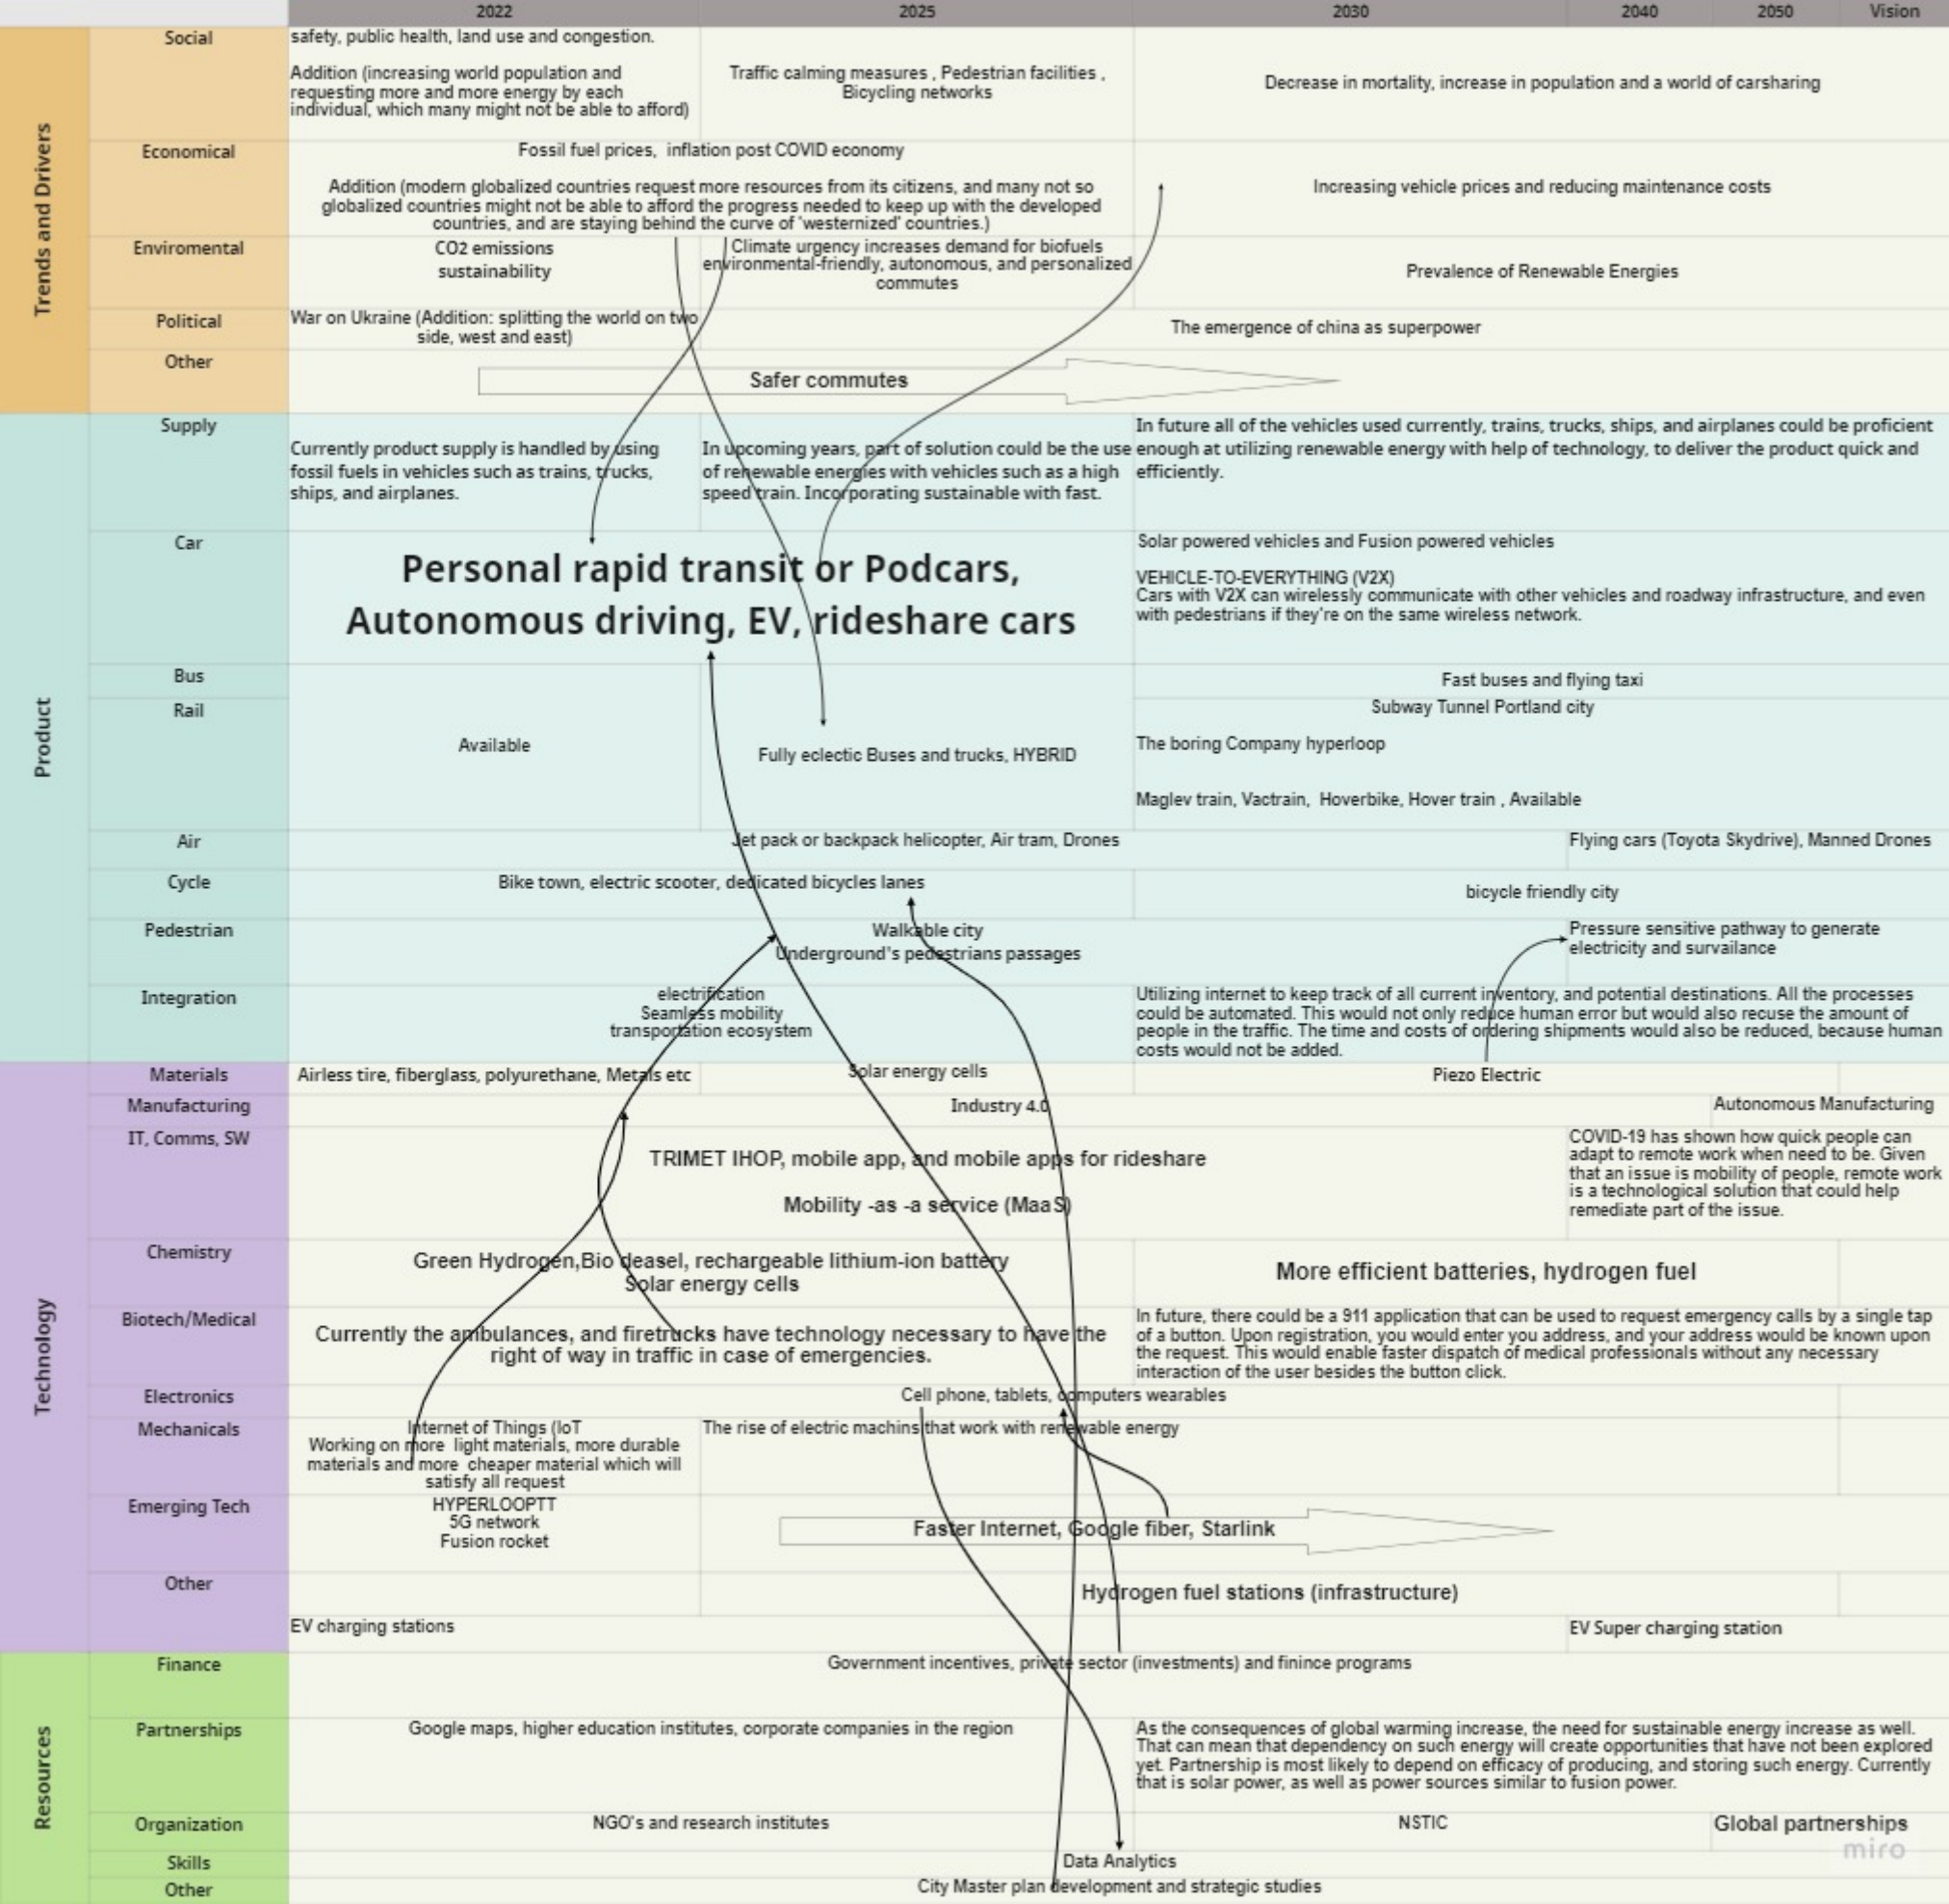 2022 2025 2030 2040 2050 Vision
Trends and Drivers
Social
safety, public health, land use and congestion.
Addition (increasing world population and
requesting more and more energy by each
individual, which many might not be able to afford)
Traffic calming measures , Pedestrian facilities ,
Bicycling networks
Decrease in mortality, increase in population and a world of carsharing
Economical
Fossil fuel prices, inflation post COVID economy
Addition (modern globalized countries request more resources from its citizens, and many not so
globalized countries might not be able to afford the progress needed to keep up with the developed
countries, and are staying behind the curve of 'westernized' countries.)
Increasing vehicle prices and reducing maintenance costs
Enviromental
CO2 emissions
sustainability
Climate urgency increases demand for biofuels
environmental-friendly, autonomous, and personalized
commutes
Prevalence of Renewable Energies
Political
War on Ukraine (Addition: splitting the world on two
side, west and east)
The emergence of china as superpower
Other
Safer commutes
Product
Supply
Currently product supply is handled by using
fossil fuels in vehicles such as trains, trucks,
ships, and airplanes.
In upcoming years, part of solution could be the use
of renewable energies with vehicles such as a high
speed train. Incorporating sustainable with fast.
In future all of the vehicles used currently, trains, trucks, ships, and airplanes could be proficient
enough at utilizing renewable energy with help of technology, to deliver the product quick and
efficiently.
Car
Personal rapid transit or Podcars,
Autonomous driving, EV, rideshare cars
Solar powered vehicles and Fusion powered vehicles
VEHICLE-TO-EVERYTHING (V2X)
Cars with V2X can wirelessly communicate with other vehicles and roadway infrastructure, and even
with pedestrians if they're on the same wireless network.
Bus
Fast buses and flying taxi
Rail
Available
Fully eclectic Buses and trucks, HYBRID
Subway Tunnel Portland city
The boring Company hyperloop
Maglev train, Vactrain, Hoverbike, Hover train , Available
Air
Jet pack or backpack helicopter, Air tram, Drones
Flying cars (Toyota Skydrive), Manned Drones
Cycle
Bike town, electric scooter, dedicated bicycles lanes
bicycle friendly city
Pedestrian
Walkable city
Underground's pedestrians passages
Pressure sensitive pathway to generate
electricity and survailance
Integration
electrification
Seamless mobility
transportation ecosystem
Utilizing internet to keep track of all current inventory, and potential destinations. All the processes
could be automated. This would not only reduce human error but would also recuse the amount of
people in the traffic. The time and costs of ordering shipments would also be reduced, because human
costs would not be added.
Technology
Materials
Airless tire, fiberglass, polyurethane, Metals etc
Solar energy cells
Piezo Electric
Manufacturing
Industry 4.0
Autonomous Manufacturing
IT, Comms, SW
TRIMET IHOP, mobile app, and mobile apps for rideshare
Mobility -as -a service (MaaS)
COVID-19 has shown how quick people can
adapt to remote work when need to be. Given
that an issue is mobility of people, remote work
is a technological solution that could help
remediate part of the issue.
Chemistry
Green Hydrogen,Bio deasel, rechargeable lithium-ion battery
Solar energy cells
More efficient batteries, hydrogen fuel
Biotech/Medical
Currently the ambulances, and firetrucks have technology necessary to have the
right of way in traffic in case of emergencies.
In future, there could be a 911 application that can be used to request emergency calls by a single tap
of a button. Upon registration, you would enter you address, and your address would be known upon
the request. This would enable faster dispatch of medical professionals without any necessary
interaction of the user besides the button click.
Electronics
Cell phone, tablets, computers wearables
Mechanicals
Internet of Things (IoT
Working on more light materials, more durable
materials and more cheaper material which will
satisfy all request
The rise of electric machins that work with renewable energy
Emerging Tech
HYPERLOOPTT
5G network
Fusion rocket
Faster Internet, Google fiber, Starlink
Other
Hydrogen fuel stations (infrastructure)
EV charging stations
EV Super charging station
Resources
Finance
Government incentives, private sector (investments) and finince programs
Partnerships
Google maps, higher education institutes, corporate companies in the region
As the consequences of global warming increase, the need for sustainable energy increase as well.
That can mean that dependency on such energy will create opportunities that have not been explored
yet. Partnership is most likely to depend on efficacy of producing, and storing such energy. Currently
that is solar power, as well as power sources similar to fusion power.
Organization
NGO's and research institutes
NSTIC
Global partnerships
miro
Skills
Data Analytics
Other
City Master plan development and strategic studies